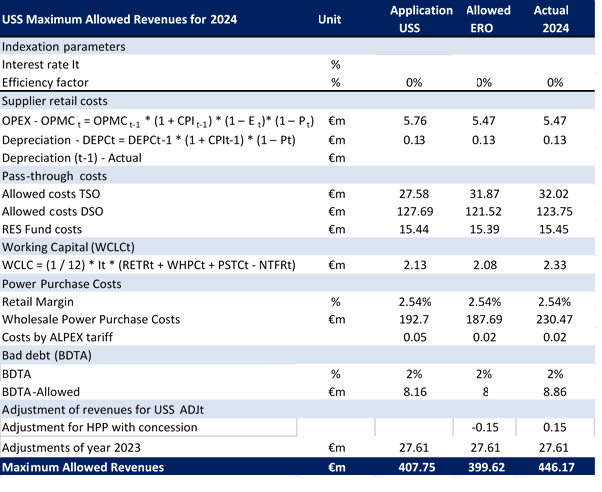 USS Maximum Allowed Revenues for 2024 Unit Application USS Allowed ERO Actual 2024
Indexation parameters
Interest rate It %
Efficiency factor % 0% 0% 0%
Supplier retail costs
OPEX - OPMC t = OPMC t-1 * (1 + CPI t-1) * (1 – E t)* (1 – P t) €m 5.76 5.47 5.47
Depreciation - DEPCt = DEPCt-1 * (1 + CPIt-1) * (1 – Pt) €m 0.13 0.13 0.13
Depreciation (t-1) - Actual €m
Pass-through costs
Allowed costs TSO €m 27.58 31.87 32.02
Allowed costs DSO €m 127.69 121.52 123.75
RES Fund costs €m 15.44 15.39 15.45
Working Capital (WCLCt)
WCLC = (1 / 12) * It * (RETRt + WHPCt + PSTCt - NTFRt) €m 2.13 2.08 2.33
Power Purchase Costs
Retail Margin % 2.54% 2.54% 2.54%
Wholesale Power Purchase Costs €m 192.7 187.69 230.47
Costs by ALPEX tariff 0.05 0.02 0.02
Bad debt (BDTA)
BDTA % 2% 2% 2%
BDTA-Allowed €m 8.16 8 8.86
Adjustment of revenues for USS ADJt
Adjustment for HPP with concession -0.15 0.15
Adjustments of year 2023 €m 27.61 27.61 27.61
Maximum Allowed Revenues €m 407.75 399.62 446.17